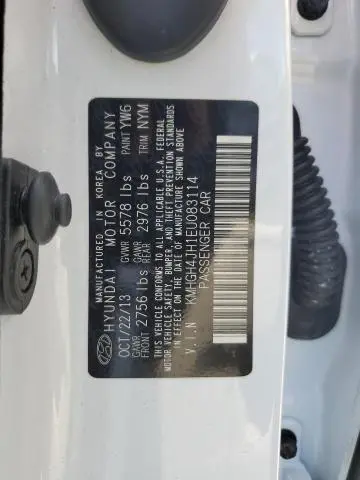 MANUFACTURED IN KOREA BY
HYUNDAI MOTOR COMPANY
OCT/22/13 GVWR 5578 lbs PAINT YW6
GAWR FRONT 2756 lbs GAWR REAR 2976 lbs TRIM NYM
THIS VEHICLE CONFORMS TO ALL APPLICABLE U.S.A. FEDERAL
MOTOR VEHICLE SAFETY, BUMPER, AND THEFT PREVENTION STANDARDS
IN EFFECT ON THE DATE OF MANUFACTURE SHOWN ABOVE
V.I.N KMHGH4JH1EU083114
PASSENGER CAR